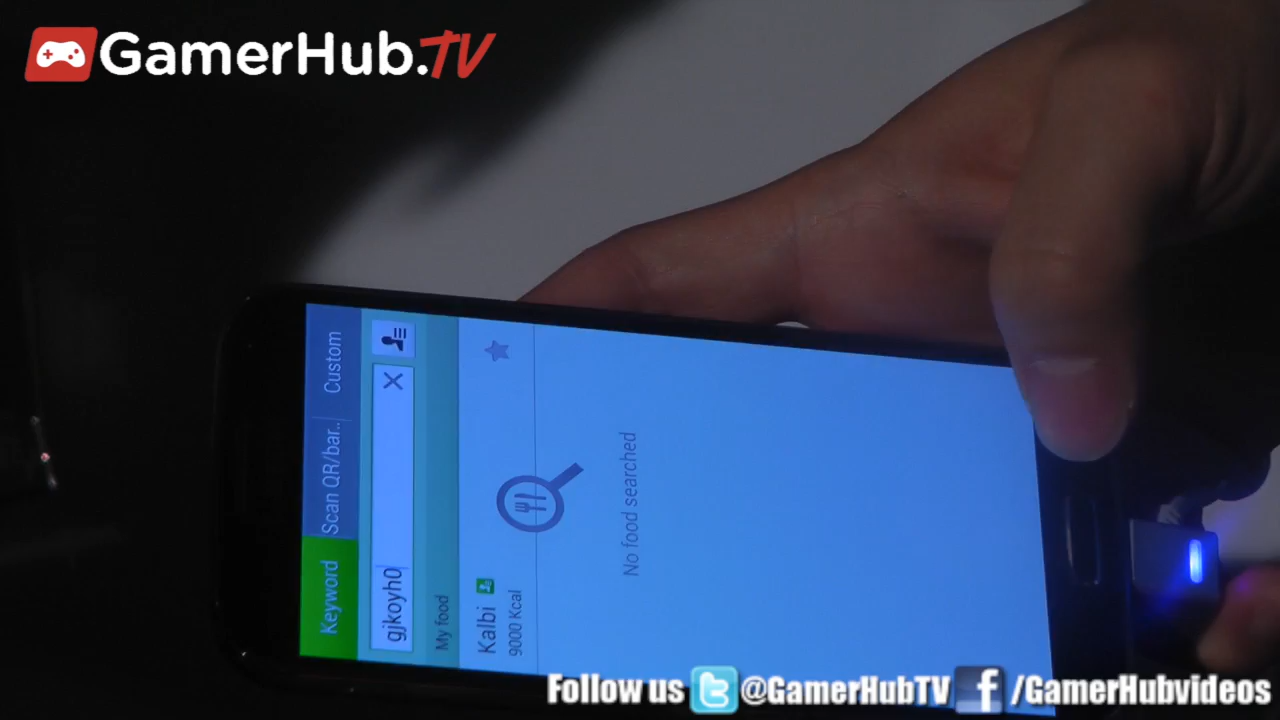 GamerHub.TV
Keyword
Scan QR/bar..
Custom
gjkoyh0
My food
Kalbi
9000 Kcal
No food searched
Follow us @GamerHubTV f /GamerHubvideos